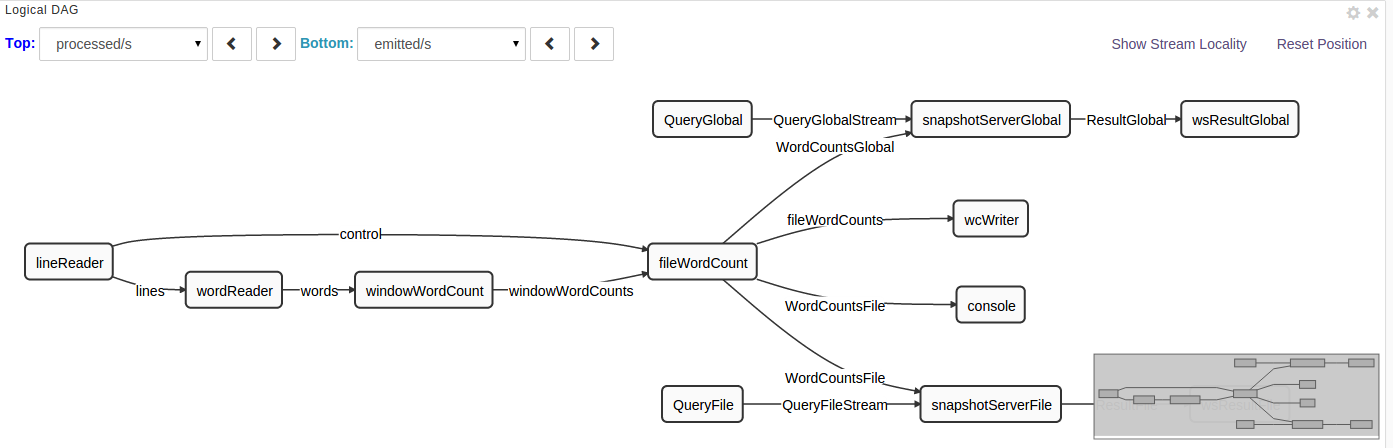 Logical DAG
Top: processed/s Bottom: emitted/s Show Stream Locality Reset Position
QueryGlobal QueryGlobalStream snapshotServerGlobal ResultGlobal wsResultGlobal
WordCountsGlobal
fileWordCounts wcWriter
control
lineReader fileWordCount
lines wordReader words windowWordCount windowWordCounts
WordCountsFile console
WordCountsFile
QueryFile QueryFileStream snapshotServerFile